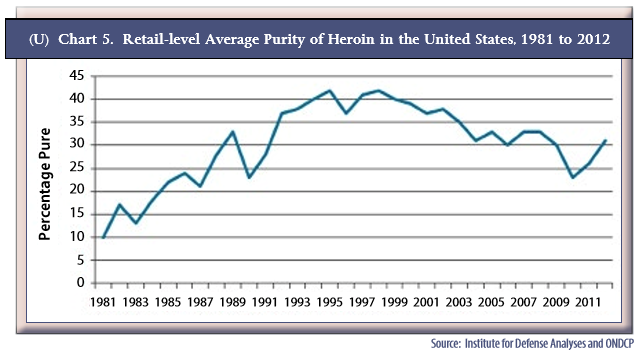 (U) Chart 5. Retail-level Average Purity of Heroin in the United States, 1981 to 2012
45
40
35
30
25
20
15
10
5
0
Percentage Pure
1981 1983 1985 1987 1989 1991 1993 1995 1997 1999 2001 2003 2005 2007 2009 2011
Source: Institute for Defense Analyses and ONDCP